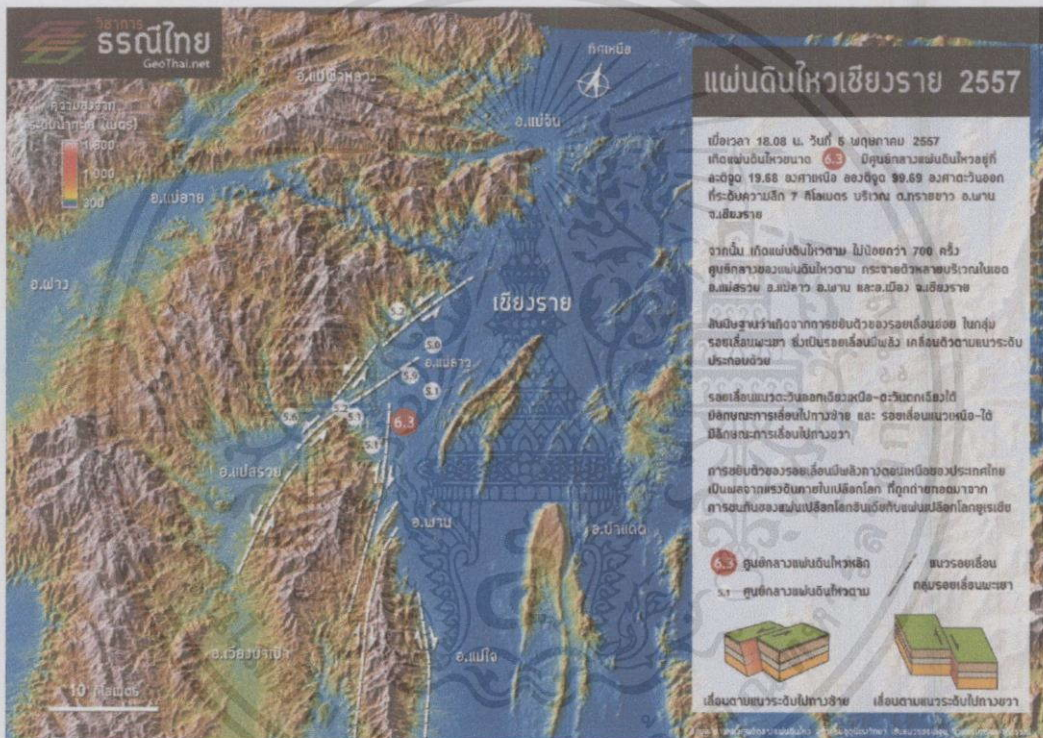 วิชาการ
ธรณีไทย
GeoThai.net
ความสูงจาก
ระดับน้ำทะเล (เมตร)
1,600
1,000
300
ทิศเหนือ
อ.แม่ฟ้าหลวง
อ.แม่จัน
อ.แม่อาย
อ.ฝาง
เชียงราย
5.2
5.0
อ.แม่ลาว
5.9
5.1
5.2
5.1
5.6
6.3
5.1
อ.แม่สรวย
อ.พาน
อ.ป่าแดด
อ.เวียงป่าเป้า
อ.แม่ใจ
10 กิโลเมตร
แผ่นดินไหวเชียงราย 2557
เมื่อเวลา 18.08 น. วันที่ 5 พฤษภาคม 2557
เกิดแผ่นดินไหวขนาด 6.3 มีศูนย์กลางแผ่นดินไหวอยู่ที่
ละติจูด 19.68 องศาเหนือ ลองติจูด 99.69 องศาตะวันออก
ที่ระดับความลึก 7 กิโลเมตร บริเวณ ต.ทรายขาว อ.พาน
จ.เชียงราย
จากนั้น เกิดแผ่นดินไหวตาม ไม่น้อยกว่า 700 ครั้ง
ศูนย์กลางของแผ่นดินไหวตาม กระจายตัวหลายบริเวณในเขต
อ.แม่สรวย อ.แม่ลาว อ.พาน และอ.เมือง จ.เชียงราย
สันนิษฐานว่าเกิดจากการขยับตัวของรอยเลื่อนย่อย ในกลุ่ม
รอยเลื่อนพะเยา ซึ่งเป็นรอยเลื่อนมีพลัง เคลื่อนตัวตามแนวระดับ
ประกอบด้วย
รอยเลื่อนแนวตะวันออกเฉียงเหนือ-ตะวันตกเฉียงใต้
มีลักษณะการเลื่อนไปทางซ้าย และ รอยเลื่อนแนวเหนือ-ใต้
มีลักษณะการเลื่อนไปทางขวา
การขยับตัวของรอยเลื่อนมีพลังทางตอนเหนือของประเทศไทย
เป็นผลจากแรงดันภายในเปลือกโลก ที่ถูกถ่ายทอดมาจาก
การชนกันของแผ่นเปลือกโลกอินเดียกับแผ่นเปลือกโลกยูเรเซีย
6.3 ศูนย์กลางแผ่นดินไหวหลัก
5.1 ศูนย์กลางแผ่นดินไหวตาม
แนวรอยเลื่อน
กลุ่มรอยเลื่อนพะเยา
เลื่อนตามแนวระดับไปทางซ้าย
เลื่อนตามแนวระดับไปทางขวา